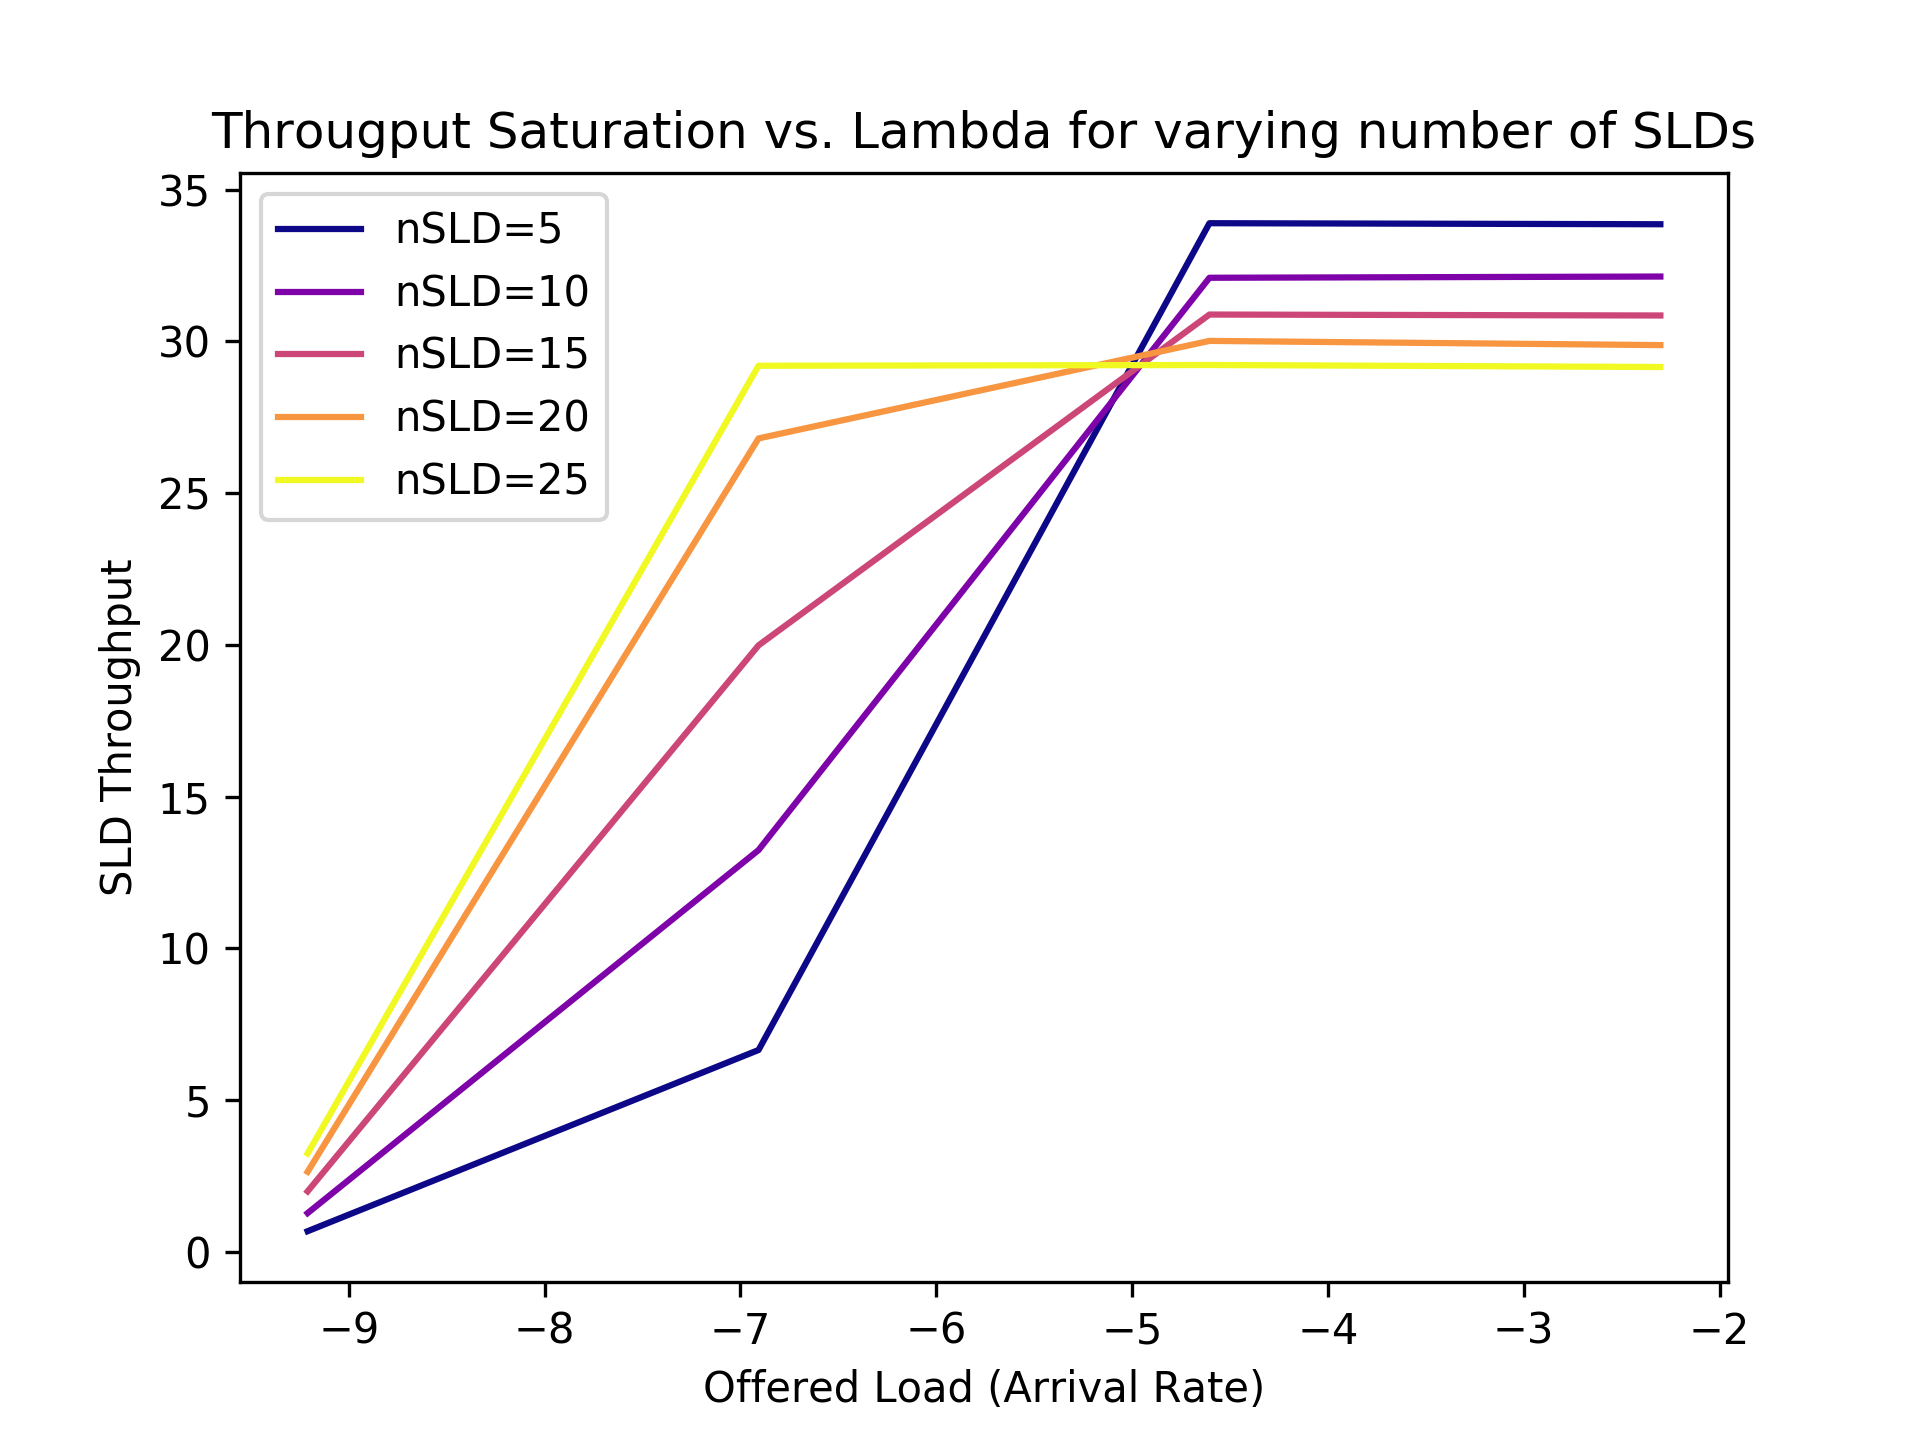 Througput Saturation vs. Lambda for varying number of SLDs
35
30
25
20
15
10
5
0
SLD Throughput
nSLD=5
nSLD=10
nSLD=15
nSLD=20
nSLD=25
−9 −8 −7 −6 −5 −4 −3 −2
Offered Load (Arrival Rate)